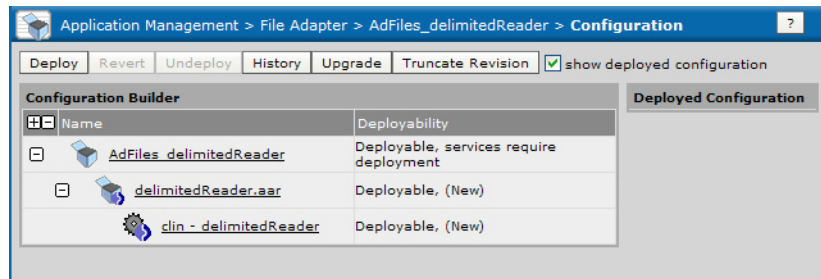 Application Management > File Adapter > AdFiles_delimitedReader > Configuration ?
Deploy Revert Undeploy History Upgrade Truncate Revision show deployed configuration
Configuration Builder Deployed Configuration
Name Deployability
AdFiles_delimitedReader Deployable, services require
deployment
delimitedReader.aar Deployable, (New)
clin - delimitedReader Deployable, (New)